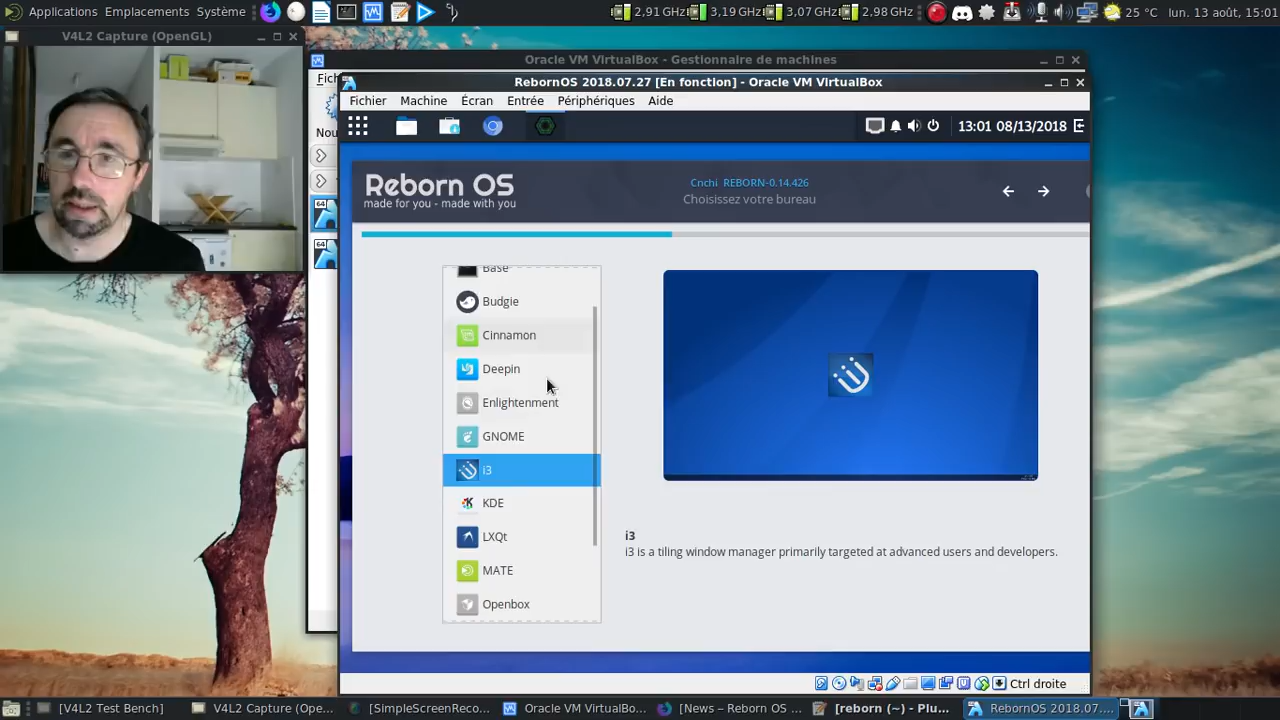 Applications Emplacements Système
2,91 GHz 3,19 GHz 3,07 GHz 2,98 GHz
25 °C lun. 13 août, 15:01
V4L2 Capture (OpenGL)
Oracle VM VirtualBox - Gestionnaire de machines
Fich
Nou
64
64
RebornOS 2018.07.27 [En fonction] - Oracle VM VirtualBox
Fichier Machine Écran Entrée Périphériques Aide
13:01 08/13/2018
Reborn OS
made for you - made with you
Cnchi REBORN-0.14.426
Choisissez votre bureau
Base
Budgie
Cinnamon
Deepin
Enlightenment
GNOME
i3
KDE
LXQt
MATE
Openbox
i3
i3 is a tiling window manager primarily targeted at advanced users and developers.
Ctrl droite
[V4L2 Test Bench]
V4L2 Capture (Ope...
[SimpleScreenReco...
Oracle VM VirtualBo...
[News – Reborn OS ...
[reborn (~) - Plu...
RebornOS 2018.07....